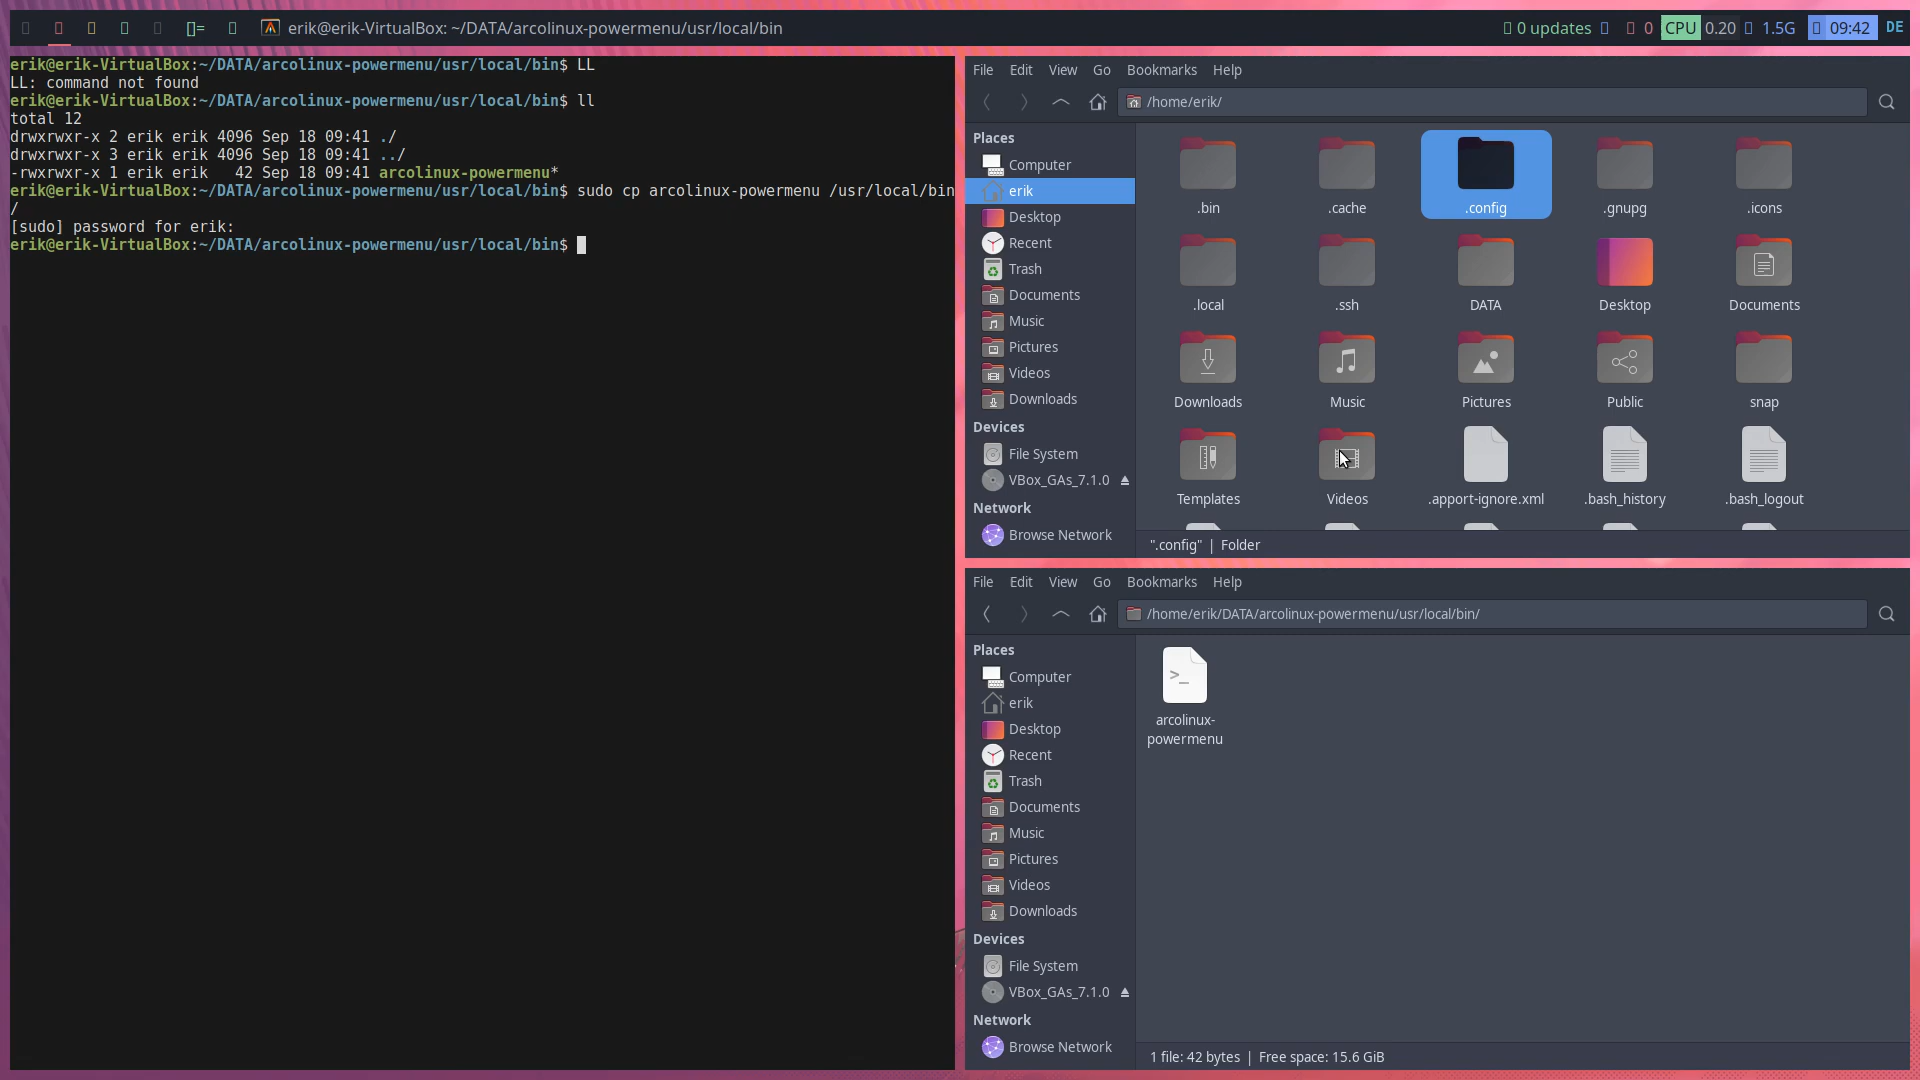 []=
erik@erik-VirtualBox: ~/DATA/arcolinux-powermenu/usr/local/bin
0 updates
0
CPU 0.20
1.5G
09:42
DE
erik@erik-VirtualBox:~/DATA/arcolinux-powermenu/usr/local/bin$ LL
LL: command not found
erik@erik-VirtualBox:~/DATA/arcolinux-powermenu/usr/local/bin$ ll
total 12
drwxrwxr-x 2 erik erik 4096 Sep 18 09:41 ./
drwxrwxr-x 3 erik erik 4096 Sep 18 09:41 ../
-rwxrwxr-x 1 erik erik   42 Sep 18 09:41 arcolinux-powermenu*
erik@erik-VirtualBox:~/DATA/arcolinux-powermenu/usr/local/bin$ sudo cp arcolinux-powermenu /usr/local/bin
/
[sudo] password for erik:
erik@erik-VirtualBox:~/DATA/arcolinux-powermenu/usr/local/bin$
File Edit View Go Bookmarks Help
/home/erik/
Places
Computer
erik
Desktop
Recent
Trash
Documents
Music
Pictures
Videos
Downloads
Devices
File System
VBox_GAs_7.1.0
Network
Browse Network
.bin .cache .config .gnupg .icons
.local .ssh DATA Desktop Documents
Downloads Music Pictures Public snap
Templates Videos .apport-ignore.xml .bash_history .bash_logout
".config" | Folder
File Edit View Go Bookmarks Help
/home/erik/DATA/arcolinux-powermenu/usr/local/bin/
Places
Computer
erik
Desktop
Recent
Trash
Documents
Music
Pictures
Videos
Downloads
Devices
File System
VBox_GAs_7.1.0
Network
Browse Network
>_
arcolinux-
powermenu
1 file: 42 bytes | Free space: 15.6 GiB